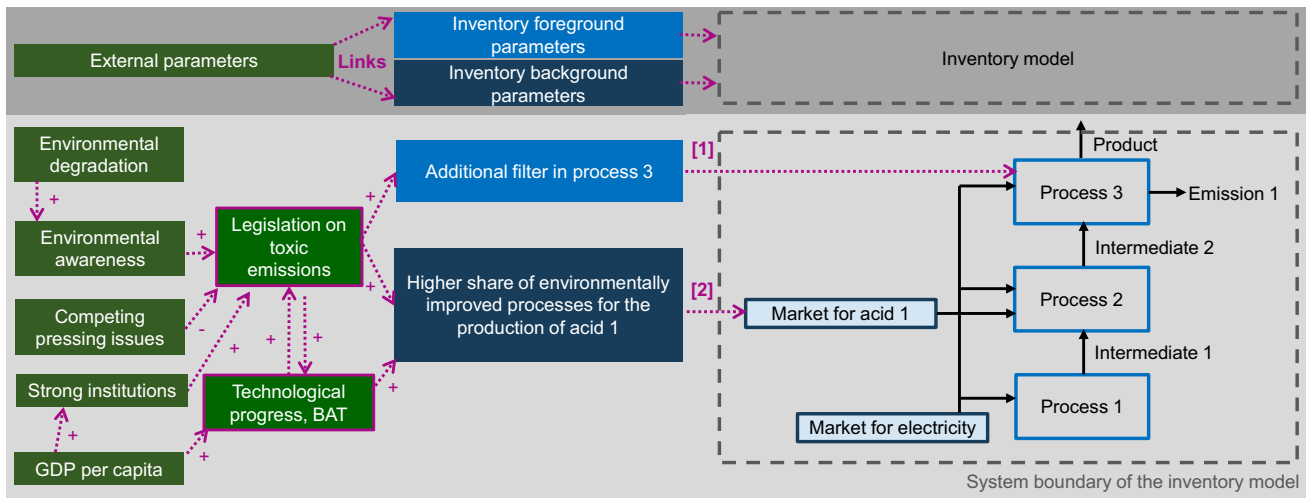 External parameters
Links
Inventory foreground
parameters
Inventory background
parameters
Inventory model
Environmental
degradation
+
Environmental
awareness
+
Competing
pressing issues
-
Strong institutions
+
+
GDP per capita
+
Legislation on
toxic
emissions
+
+
+
+
Technological
progress, BAT
+
Additional filter in process 3
Higher share of environmentally
improved processes for the
production of acid 1
[1]
[2]
Product
Process 3
Emission 1
Intermediate 2
Process 2
Market for acid 1
Intermediate 1
Process 1
Market for electricity
System boundary of the inventory model